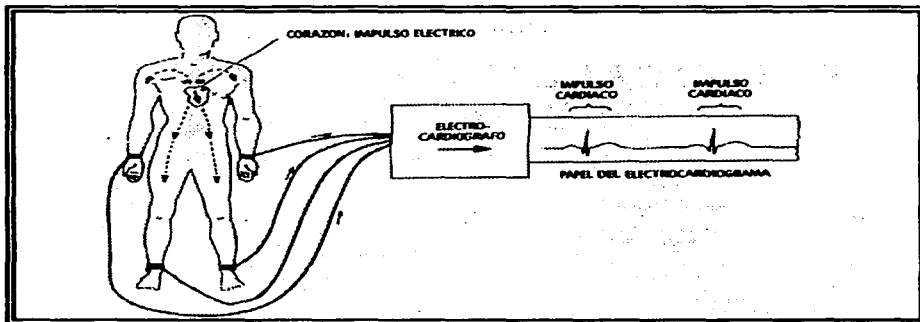 CORAZON: IMPULSO ELECTRICO
IMPULSO
CARDIACO
IMPULSO
CARDIACO
ELECTRO-
CARDIOGRAFO
PAPEL DEL ELECTROCARDIOGRAMA